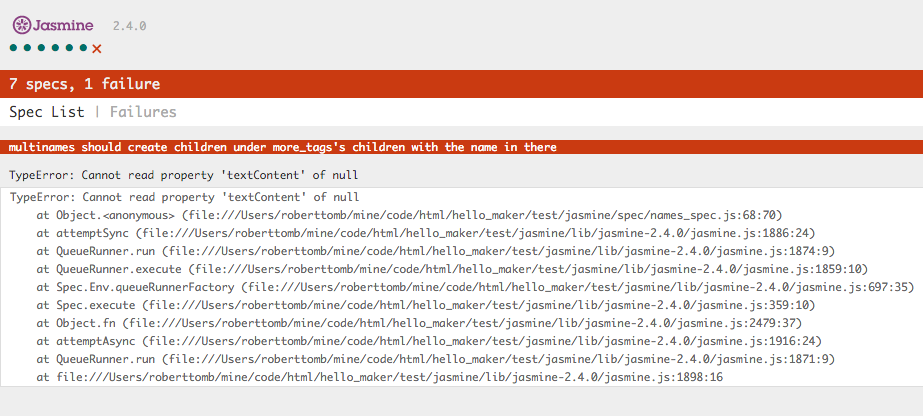 Jasmine 2.4.0
7 specs, 1 failure
Spec List | Failures
multinames should create children under more_tags's children with the name in there
TypeError: Cannot read property 'textContent' of null
TypeError: Cannot read property 'textContent' of null
at Object.<anonymous> (file:///Users/roberttomb/mine/code/html/hello_maker/test/jasmine/spec/names_spec.js:68:70)
at attemptSync (file:///Users/roberttomb/mine/code/html/hello_maker/test/jasmine/lib/jasmine-2.4.0/jasmine.js:1886:24)
at QueueRunner.run (file:///Users/roberttomb/mine/code/html/hello_maker/test/jasmine/lib/jasmine-2.4.0/jasmine.js:1874:9)
at QueueRunner.execute (file:///Users/roberttomb/mine/code/html/hello_maker/test/jasmine/lib/jasmine-2.4.0/jasmine.js:1859:10)
at Spec.Env.queueRunnerFactory (file:///Users/roberttomb/mine/code/html/hello_maker/test/jasmine/lib/jasmine-2.4.0/jasmine.js:697:35)
at Spec.execute (file:///Users/roberttomb/mine/code/html/hello_maker/test/jasmine/lib/jasmine-2.4.0/jasmine.js:359:10)
at Object.fn (file:///Users/roberttomb/mine/code/html/hello_maker/test/jasmine/lib/jasmine-2.4.0/jasmine.js:2479:37)
at attemptAsync (file:///Users/roberttomb/mine/code/html/hello_maker/test/jasmine/lib/jasmine-2.4.0/jasmine.js:1916:24)
at QueueRunner.run (file:///Users/roberttomb/mine/code/html/hello_maker/test/jasmine/lib/jasmine-2.4.0/jasmine.js:1871:9)
at file:///Users/roberttomb/mine/code/html/hello_maker/test/jasmine/lib/jasmine-2.4.0/jasmine.js:1898:16